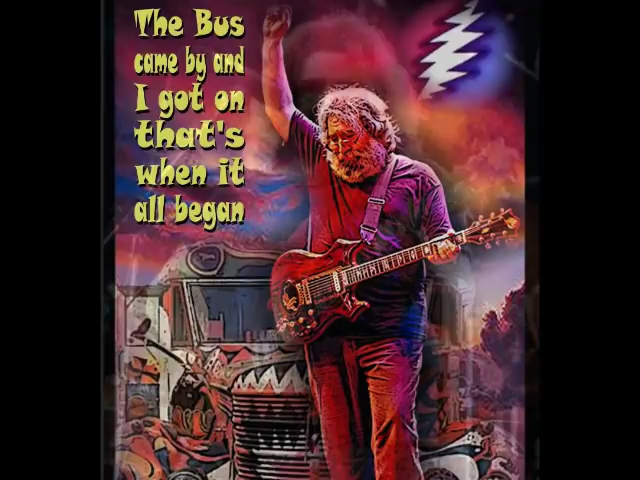 The Bus
came by and
I got on
that's
when it
all began